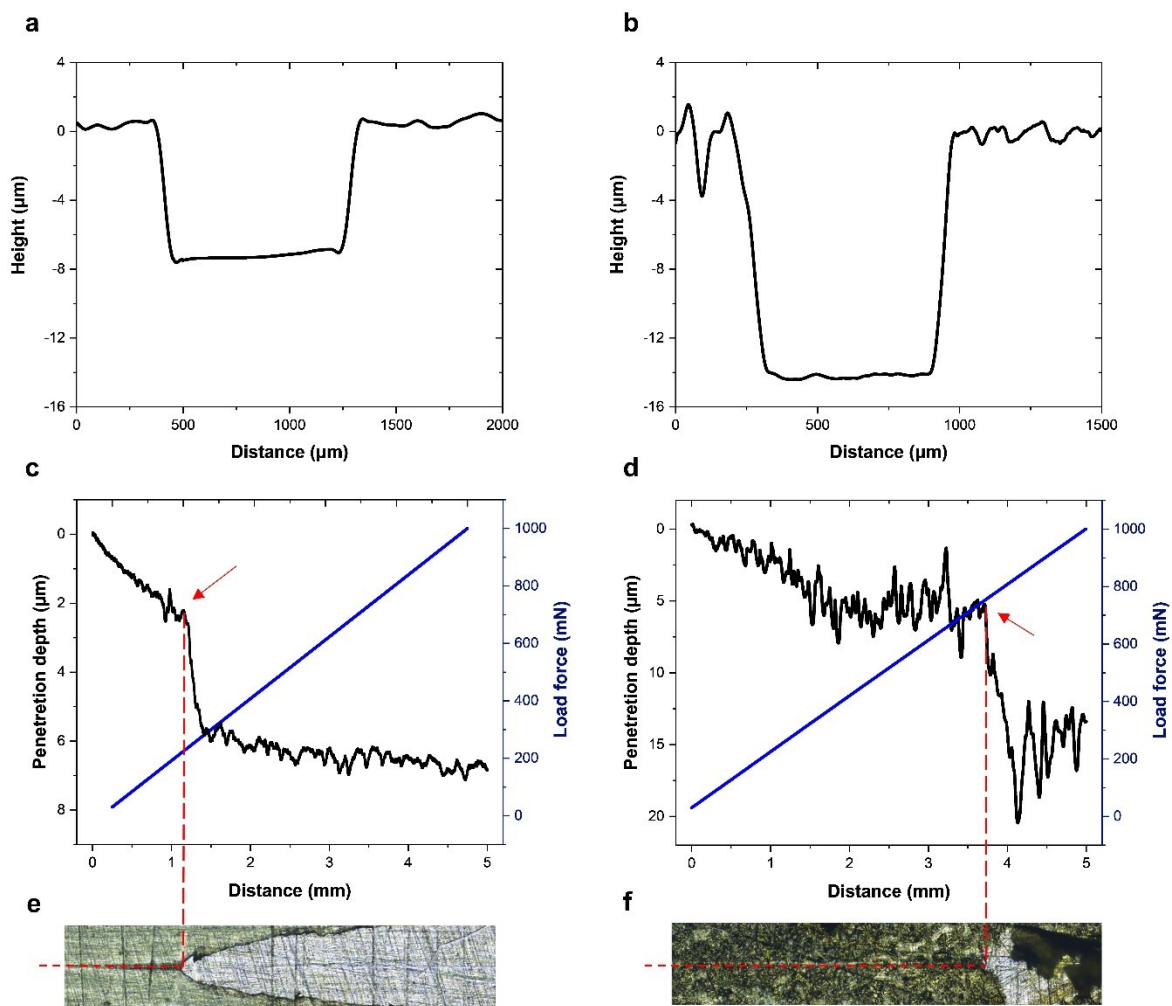 a
4
0
-4
-8
-12
-16
Height (µm)
0 500 1000 1500 2000
Distance (µm)
b
4
0
-4
-8
-12
-16
Height (µm)
0 500 1000 1500
Distance (µm)
c
0
2
4
6
8
Penetretion depth (µm)
1000
800
600
400
200
0
Load force (mN)
0 1 2 3 4 5
Distance (mm)
d
0
5
10
15
20
Penetretion depth (µm)
1000
800
600
400
200
0
Load force (mN)
0 1 2 3 4 5
Distance (mm)
e
f